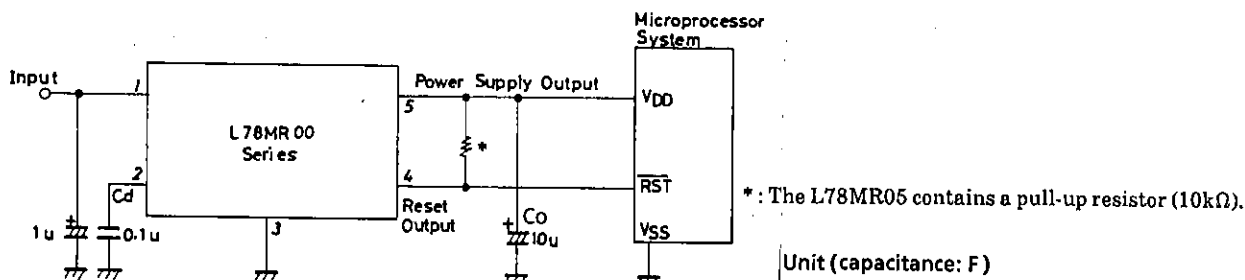 Microprocessor
System
Input
1
Power Supply Output
5
VDD
L78MR00
Series
*
2
Cd
4
RST
* : The L78MR05 contains a pull-up resistor (10kΩ).
Reset
Output
3
+
1u
0.1u
+
Co
10u
VSS
Unit (capacitance: F)